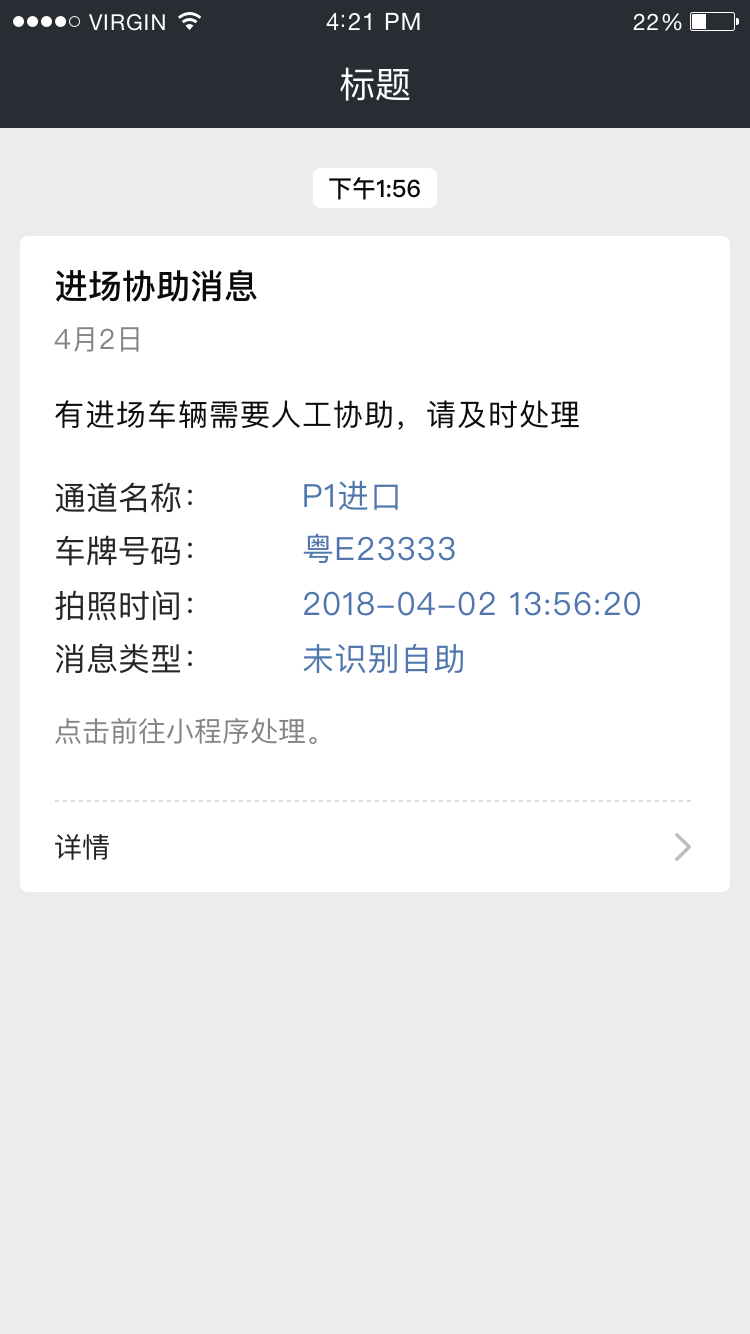 VIRGIN 4:21 PM 22%
标题
下午1:56
进场协助消息
4月2日
有进场车辆需要人工协助，请及时处理
通道名称： P1进口
车牌号码： 粤E23333
拍照时间： 2018-04-02 13:56:20
消息类型： 未识别自助
点击前往小程序处理。
详情